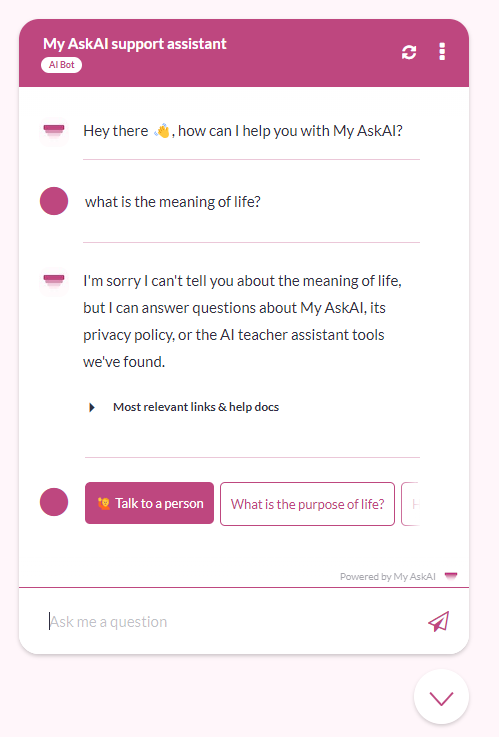 My AskAI support assistant
AI Bot
Hey there 👋, how can I help you with My AskAI?
what is the meaning of life?
I'm sorry I can't tell you about the meaning of life,
but I can answer questions about My AskAI, its
privacy policy, or the AI teacher assistant tools
we've found.
Most relevant links & help docs
🙋 Talk to a person
What is the purpose of life?
Powered by My AskAI
Ask me a question